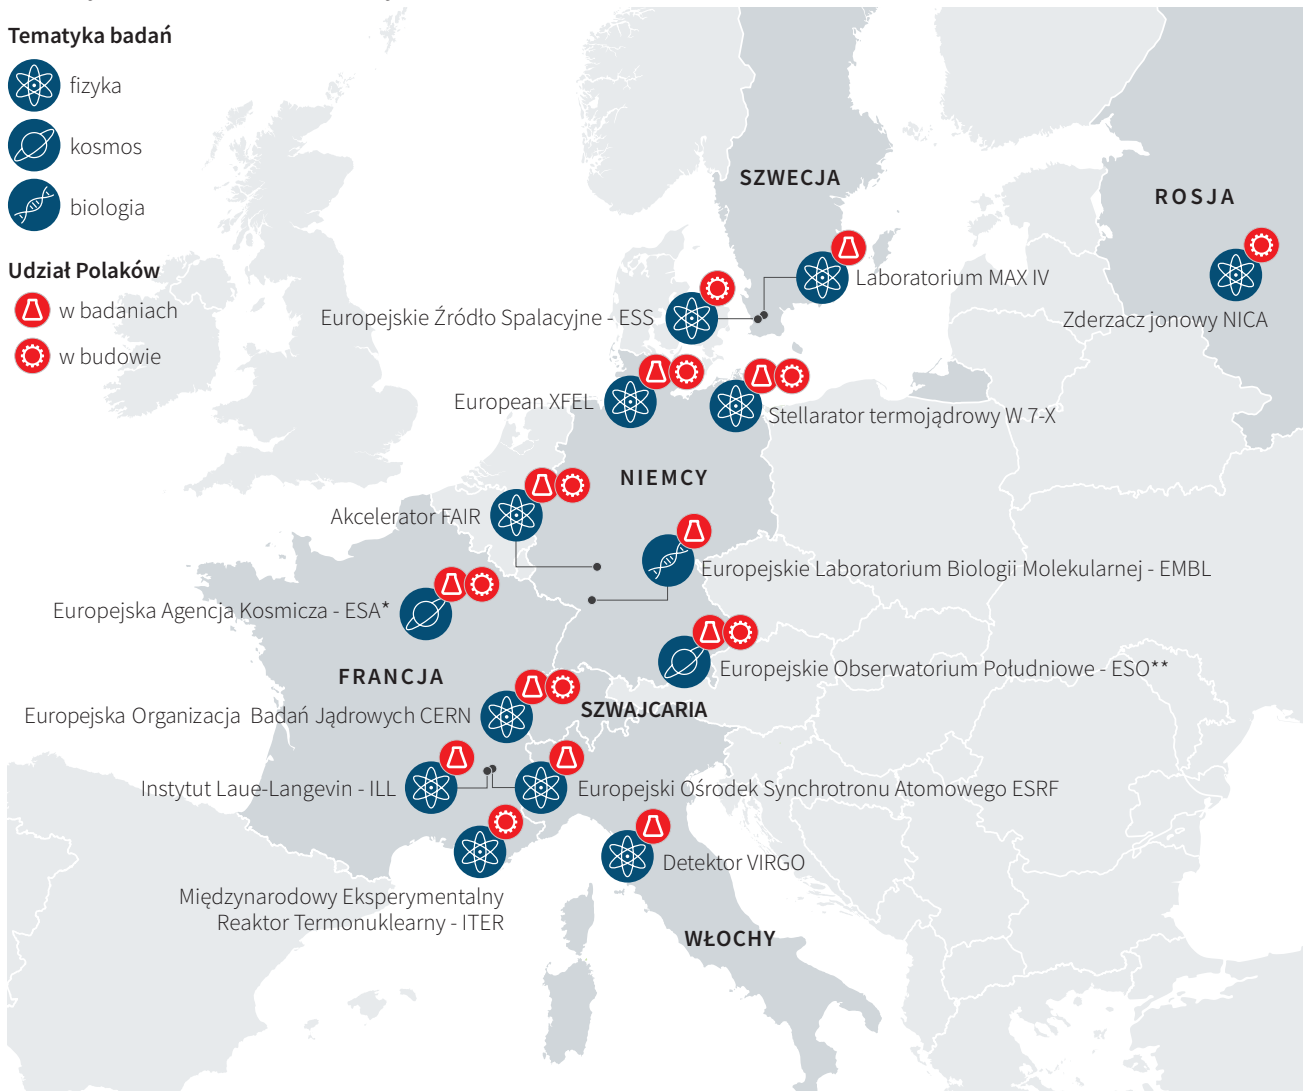 Tematyka badań
fizyka
kosmos
biologia
Udział Polaków
w badaniach
w budowie
SZWECJA
ROSJA
Laboratorium MAX IV
Europejskie Źródło Spalacyjne - ESS
Zderzacz jonowy NICA
European XFEL
Stellarator termojądrowy W 7-X
NIEMCY
Akcelerator FAIR
Europejskie Laboratorium Biologii Molekularnej - EMBL
Europejska Agencja Kosmiczna - ESA*
Europejskie Obserwatorium Południowe - ESO**
FRANCJA
SZWAJCARIA
Europejska Organizacja Badań Jądrowych CERN
Instytut Laue-Langevin - ILL
Europejski Ośrodek Synchrotronu Atomowego ESRF
Detektor VIRGO
Międzynarodowy Eksperymentalny
Reaktor Termonuklearny - ITER
WŁOCHY